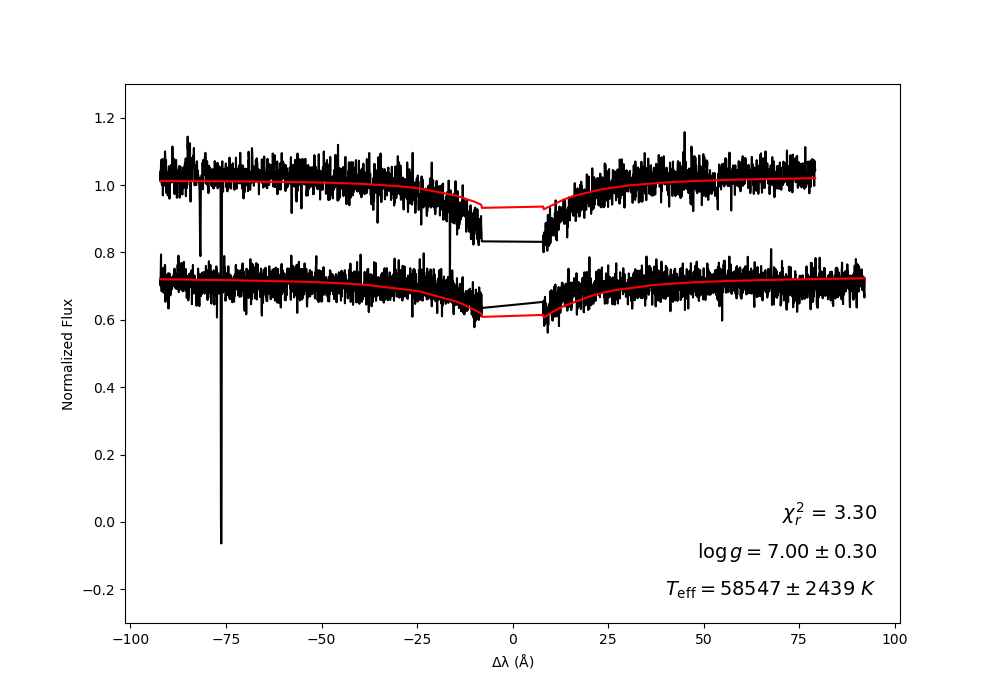 1.2
1.0
0.8
0.6
0.4
0.2
0.0
−0.2
Normalized Flux
χ²ᵣ = 3.30
log g = 7.00 ± 0.30
T_eff = 58547 ± 2439 K
−100 −75 −50 −25 0 25 50 75 100
Δλ (Å)